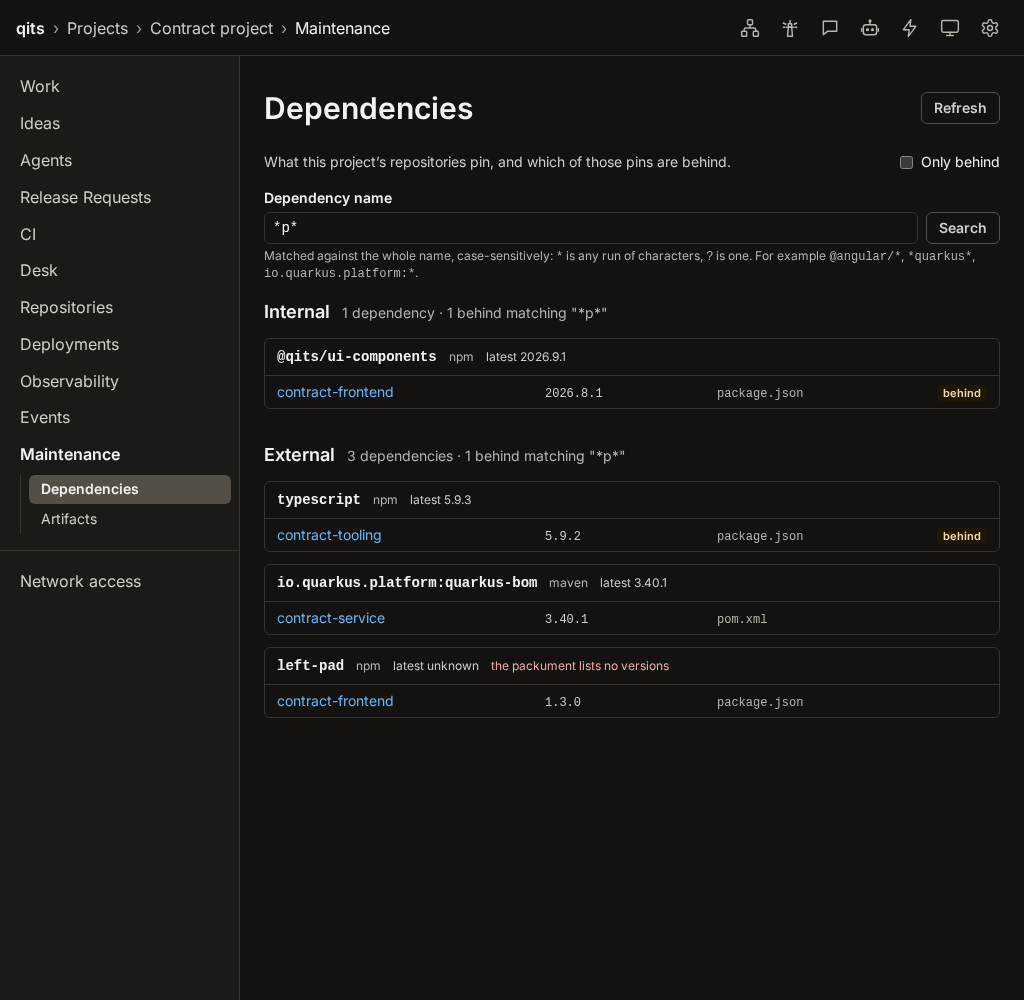 qits › Projects › Contract project › Maintenance
Work
Ideas
Agents
Release Requests
CI
Desk
Repositories
Deployments
Observability
Events
Maintenance
Dependencies
Artifacts
Network access
Dependencies
Refresh
What this project's repositories pin, and which of those pins are behind.
Only behind
Dependency name
*p*
Search
Matched against the whole name, case-sensitively: * is any run of characters, ? is one. For example @angular/*, *quarkus*,
io.quarkus.platform:*.
Internal 1 dependency · 1 behind matching "*p*"
@qits/ui-components npm latest 2026.9.1
contract-frontend 2026.8.1 package.json behind
External 3 dependencies · 1 behind matching "*p*"
typescript npm latest 5.9.3
contract-tooling 5.9.2 package.json behind
io.quarkus.platform:quarkus-bom maven latest 3.40.1
contract-service 3.40.1 pom.xml
left-pad npm latest unknown the packument lists no versions
contract-frontend 1.3.0 package.json